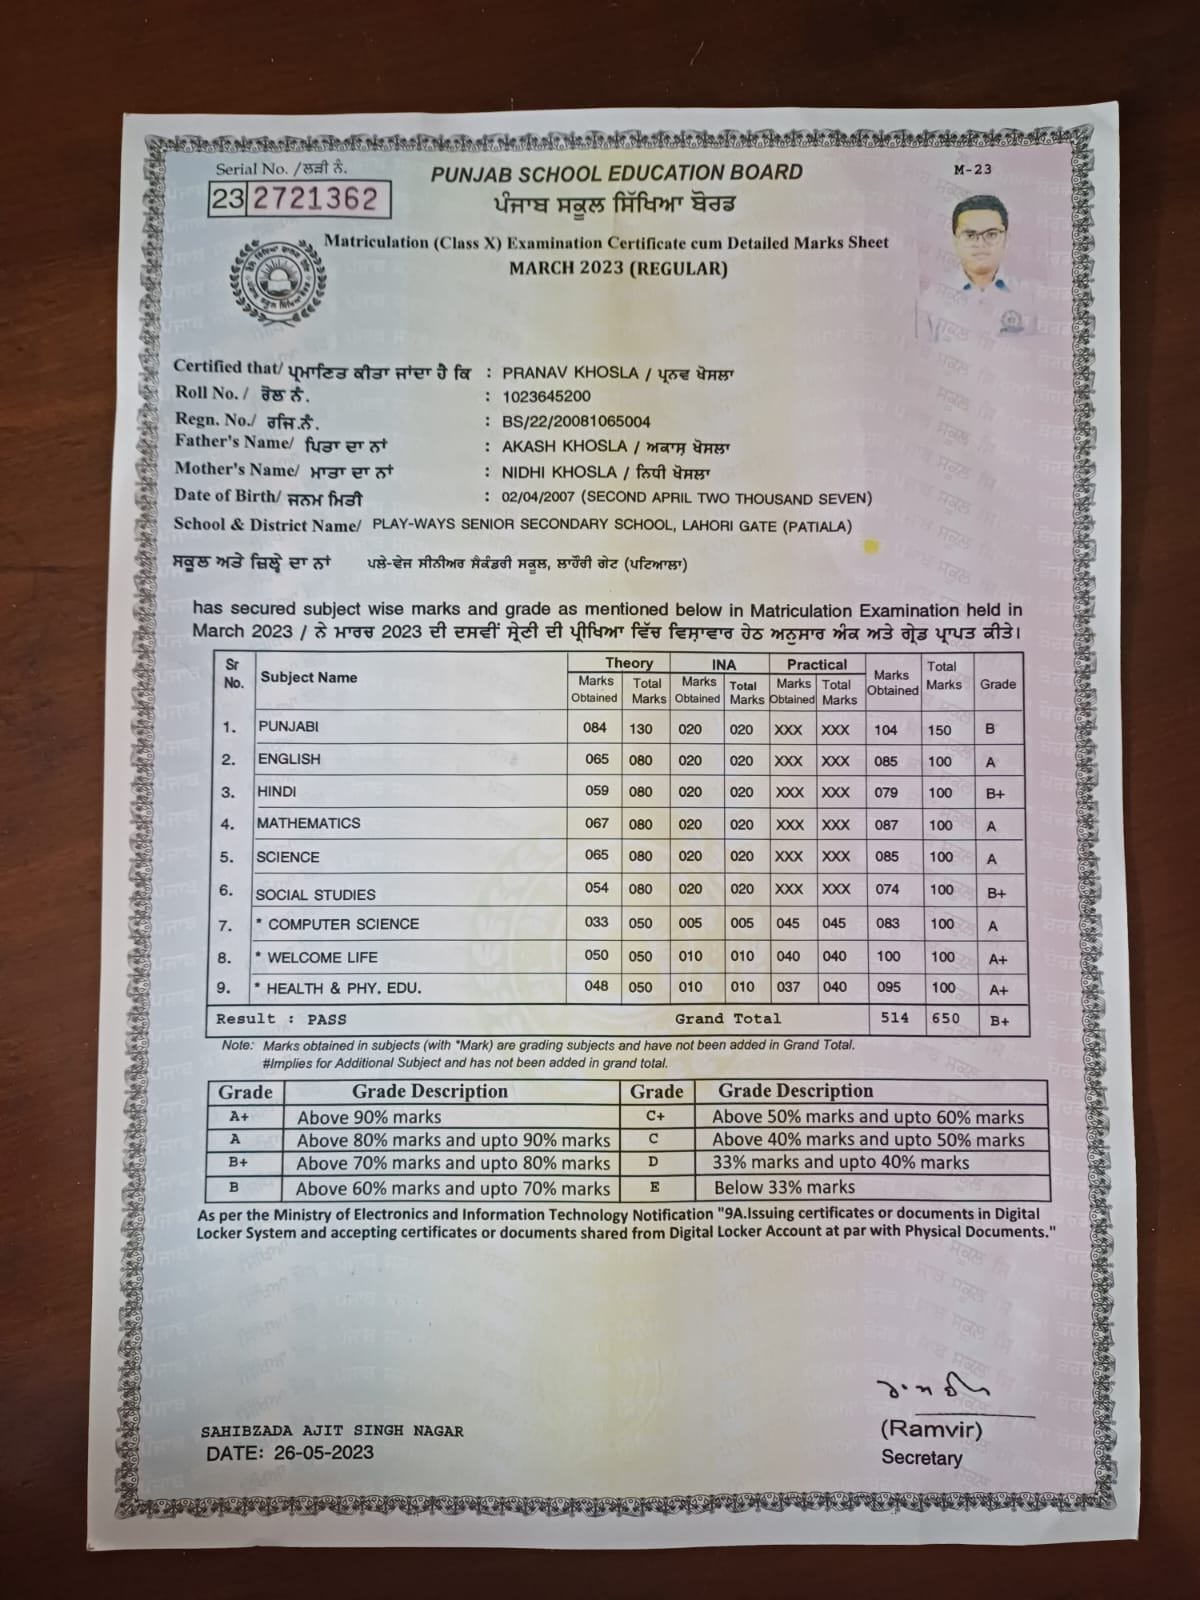 Serial No. /ਲੜੀ ਨੰ.
23 2721362
PUNJAB SCHOOL EDUCATION BOARD
M-23
ਪੰਜਾਬ ਸਕੂਲ ਸਿੱਖਿਆ ਬੋਰਡ
Matriculation (Class X) Examination Certificate cum Detailed Marks Sheet
MARCH 2023 (REGULAR)
Certified that/ ਪ੍ਰਮਾਣਿਤ ਕੀਤਾ ਜਾਂਦਾ ਹੈ ਕਿ : PRANAV KHOSLA / ਪ੍ਰਨਵ ਖੋਸਲਾ
Roll No. / ਰੋਲ ਨੰ. : 1023645200
Regn. No./ ਰਜਿ.ਨੰ. : BS/22/20081065004
Father's Name/ ਪਿਤਾ ਦਾ ਨਾਂ : AKASH KHOSLA / ਅਕਾਸ਼ ਖੋਸਲਾ
Mother's Name/ ਮਾਤਾ ਦਾ ਨਾਂ : NIDHI KHOSLA / ਨਿਧੀ ਖੋਸਲਾ
Date of Birth/ ਜਨਮ ਮਿਤੀ : 02/04/2007 (SECOND APRIL TWO THOUSAND SEVEN)
School & District Name/ PLAY-WAYS SENIOR SECONDARY SCHOOL, LAHORI GATE (PATIALA)
ਸਕੂਲ ਅਤੇ ਜ਼ਿਲ੍ਹੇ ਦਾ ਨਾਂ ਪਲੇ-ਵੇਜ ਸੀਨੀਅਰ ਸੈਕੰਡਰੀ ਸਕੂਲ, ਲਾਹੌਰੀ ਗੇਟ (ਪਟਿਆਲਾ)
has secured subject wise marks and grade as mentioned below in Matriculation Examination held in
March 2023 / ਨੇ ਮਾਰਚ 2023 ਦੀ ਦਸਵੀਂ ਸ਼੍ਰੇਣੀ ਦੀ ਪ੍ਰੀਖਿਆ ਵਿੱਚ ਵਿਸ਼ਾਵਾਰ ਹੇਠ ਅਨੁਸਾਰ ਅੰਕ ਅਤੇ ਗ੍ਰੇਡ ਪ੍ਰਾਪਤ ਕੀਤੇ।
Sr No. Subject Name Theory INA Practical Marks Obtained Total Marks Grade
Marks Obtained Total Marks Marks Obtained Total Marks Marks Obtained Total Marks
1. PUNJABI 084 130 020 020 XXX XXX 104 150 B
2. ENGLISH 065 080 020 020 XXX XXX 085 100 A
3. HINDI 059 080 020 020 XXX XXX 079 100 B+
4. MATHEMATICS 067 080 020 020 XXX XXX 087 100 A
5. SCIENCE 065 080 020 020 XXX XXX 085 100 A
6. SOCIAL STUDIES 054 080 020 020 XXX XXX 074 100 B+
7. * COMPUTER SCIENCE 033 050 005 005 045 045 083 100 A
8. * WELCOME LIFE 050 050 010 010 040 040 100 100 A+
9. * HEALTH & PHY. EDU. 048 050 010 010 037 040 095 100 A+
Result : PASS Grand Total 514 650 B+
Note: Marks obtained in subjects (with *Mark) are grading subjects and have not been added in Grand Total.
#Implies for Additional Subject and has not been added in grand total.
Grade Grade Description Grade Grade Description
A+ Above 90% marks C+ Above 50% marks and upto 60% marks
A Above 80% marks and upto 90% marks C Above 40% marks and upto 50% marks
B+ Above 70% marks and upto 80% marks D 33% marks and upto 40% marks
B Above 60% marks and upto 70% marks E Below 33% marks
As per the Ministry of Electronics and Information Technology Notification "9A.Issuing certificates or documents in Digital
Locker System and accepting certificates or documents shared from Digital Locker Account at par with Physical Documents."
SAHIBZADA AJIT SINGH NAGAR
DATE: 26-05-2023
(Ramvir)
Secretary